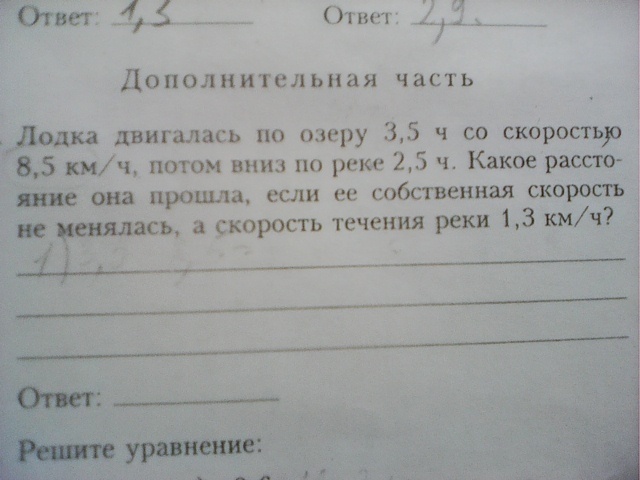 Ответ: 1,3 Ответ: 2,9.
Дополнительная часть
Лодка двигалась по озеру 3,5 ч со скоростью
8,5 км/ч, потом вниз по реке 2,5 ч. Какое рассто-
яние она прошла, если ее собственная скорость
не менялась, а скорость течения реки 1,3 км/ч?
1)
Ответ:
Решите уравнение: